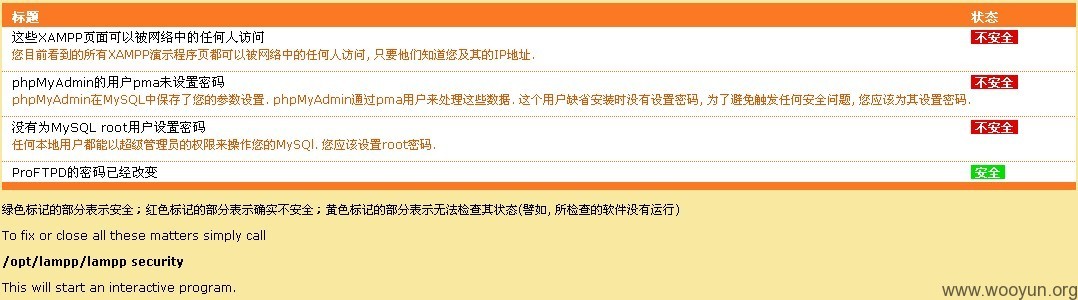 标题 状态
这些XAMPP页面可以被网络中的任何人访问 不安全
您目前看到的所有XAMPP演示程序页都可以被网络中的任何人访问, 只要他们知道您及其的IP地址.
phpMyAdmin的用户pma未设置密码 不安全
phpMyAdmin在MySQL中保存了您的参数设置. phpMyAdmin通过pma用户来处理这些数据. 这个用户缺省安装时没有设置密码, 为了避免触发任何安全问题, 您应该为其设置密码.
没有为MySQL root用户设置密码 不安全
任何本地用户都能以超级管理员的权限来操作您的MySQl. 您应该设置root密码.
ProFTPD的密码已经改变 安全
绿色标记的部分表示安全；红色标记的部分表示确实不安全；黄色标记的部分表示无法检查其状态(譬如, 所检查的软件没有运行)
To fix or close all these matters simply call
/opt/lampp/lampp security
This will start an interactive program.
www.wooyun.org